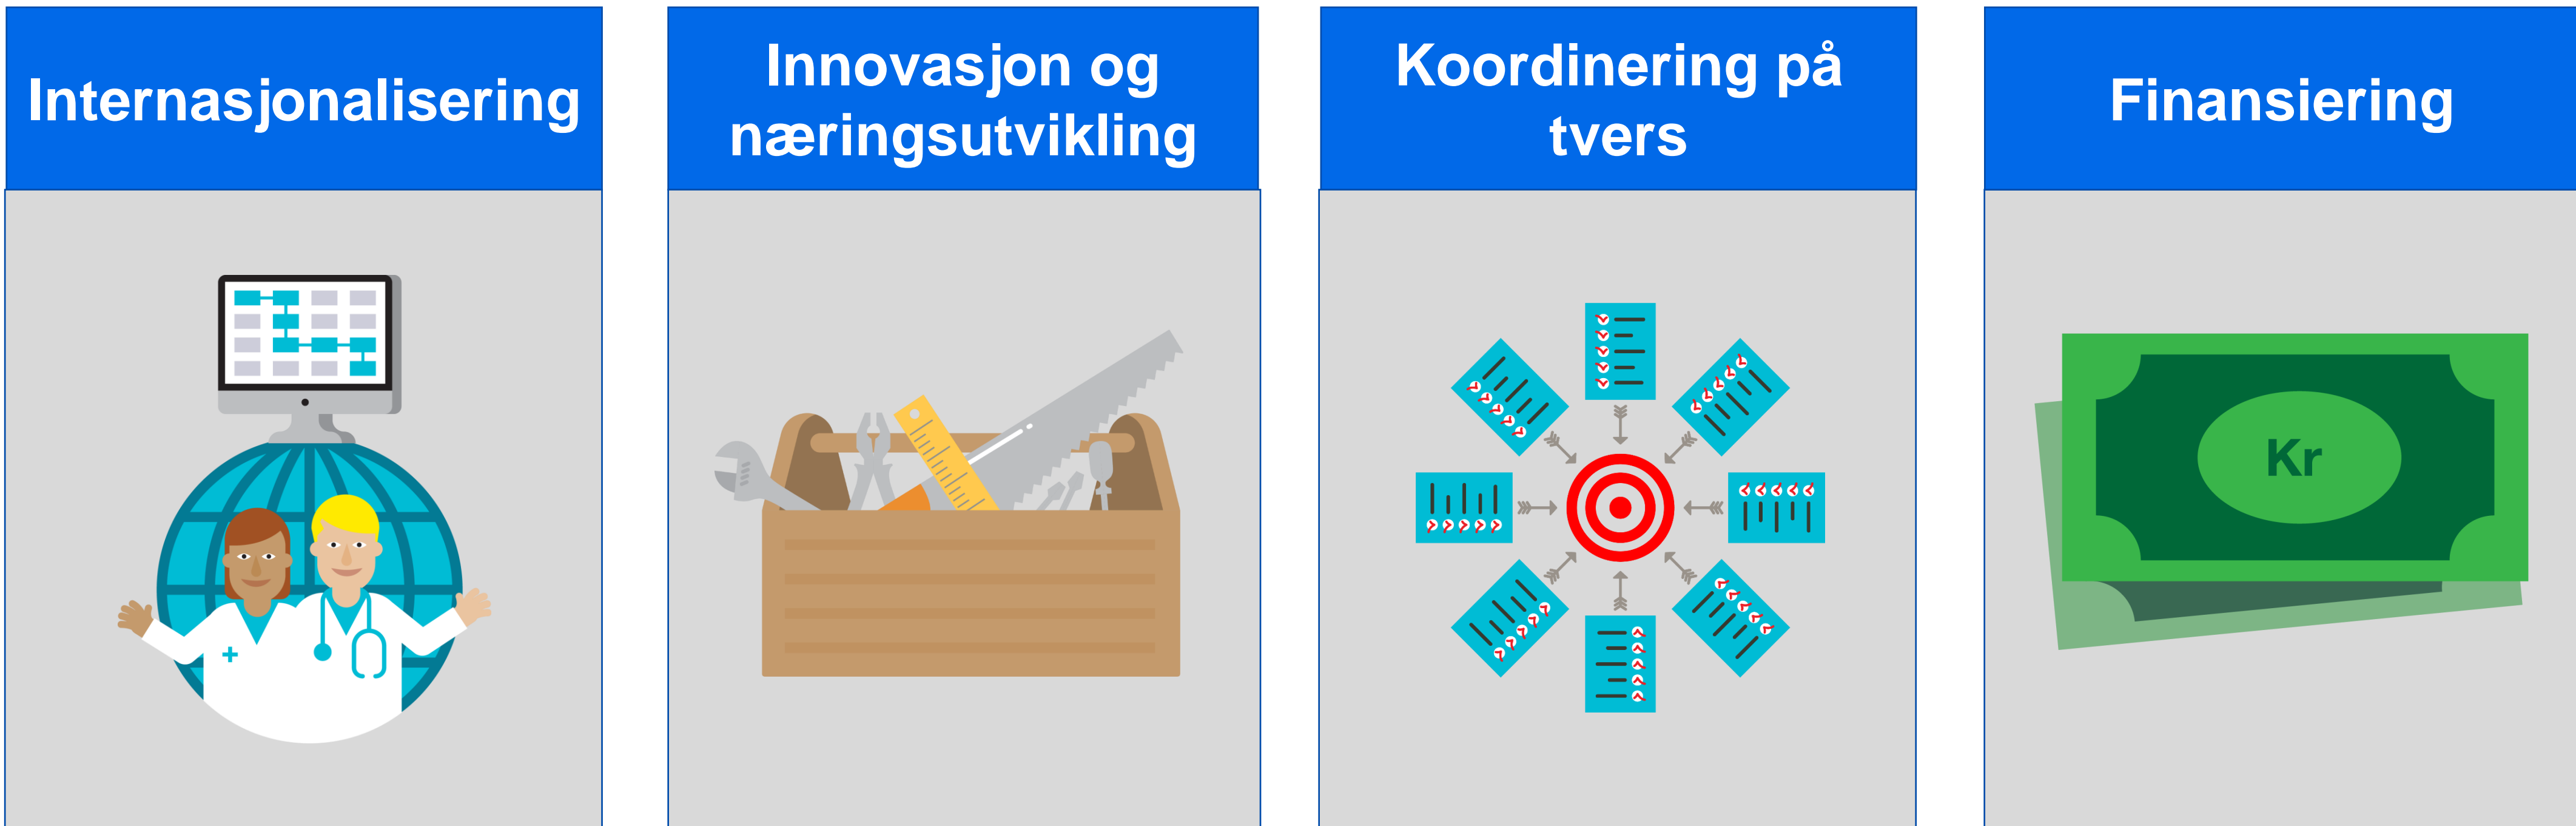 Internasjonalisering
Innovasjon og
næringsutvikling
Koordinering på
tvers
Finansiering
Kr